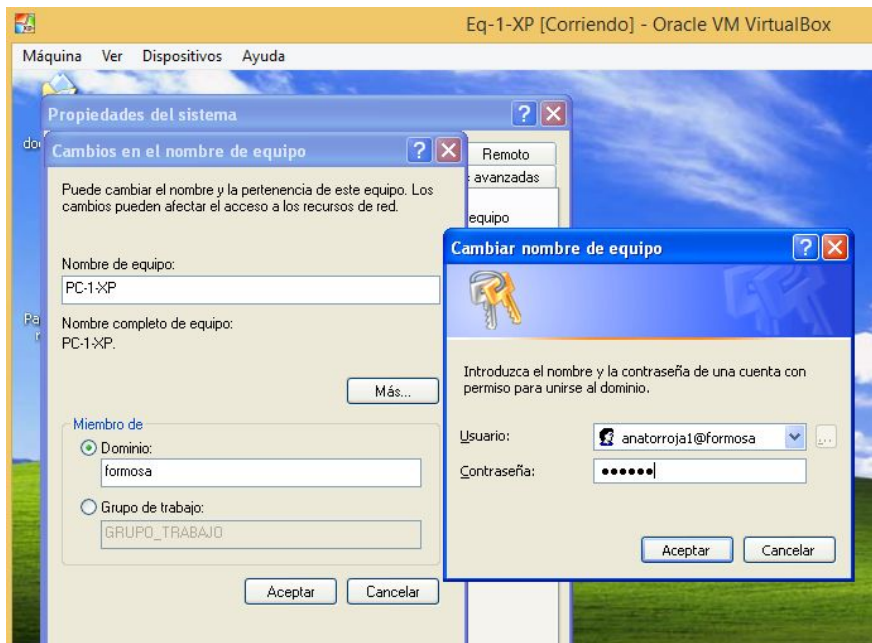 Eq-1-XP [Corriendo] - Oracle VM VirtualBox
Máquina Ver Dispositivos Ayuda
Propiedades del sistema
Cambios en el nombre de equipo
Remoto
avanzadas
equipo
Puede cambiar el nombre y la pertenencia de este equipo. Los
cambios pueden afectar el acceso a los recursos de red.
Nombre de equipo:
PC-1-XP
Nombre completo de equipo:
PC-1-XP.
Más...
Miembro de
Dominio:
formosa
Grupo de trabajo:
GRUPO_TRABAJO
Aceptar Cancelar
Cambiar nombre de equipo
Introduzca el nombre y la contraseña de una cuenta con
permiso para unirse al dominio.
Usuario: anatorroja1@formosa
Contraseña: ●●●●●●
Aceptar Cancelar